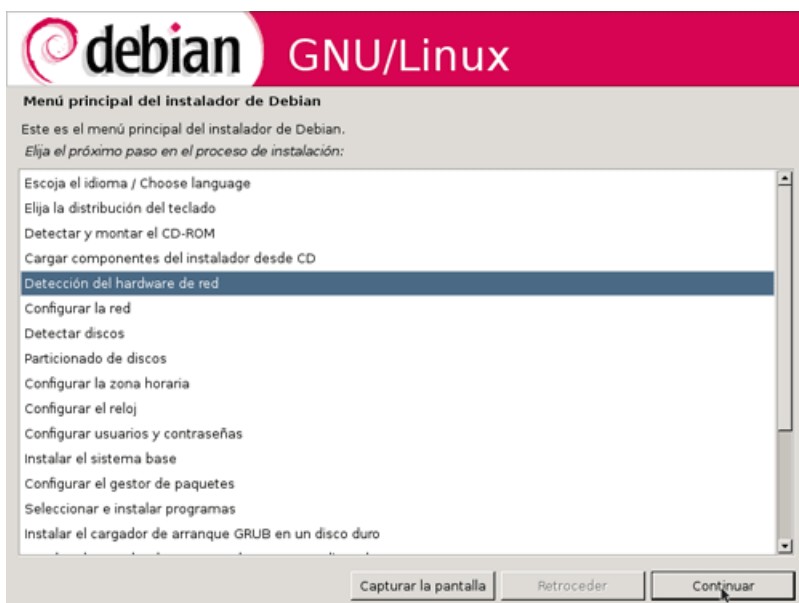 debian GNU/Linux
Menú principal del instalador de Debian
Este es el menú principal del instalador de Debian.
Elija el próximo paso en el proceso de instalación:
Escoja el idioma / Choose language
Elija la distribución del teclado
Detectar y montar el CD-ROM
Cargar componentes del instalador desde CD
Detección del hardware de red
Configurar la red
Detectar discos
Particionado de discos
Configurar la zona horaria
Configurar el reloj
Configurar usuarios y contraseñas
Instalar el sistema base
Configurar el gestor de paquetes
Seleccionar e instalar programas
Instalar el cargador de arranque GRUB en un disco duro
Capturar la pantalla Retroceder Continuar